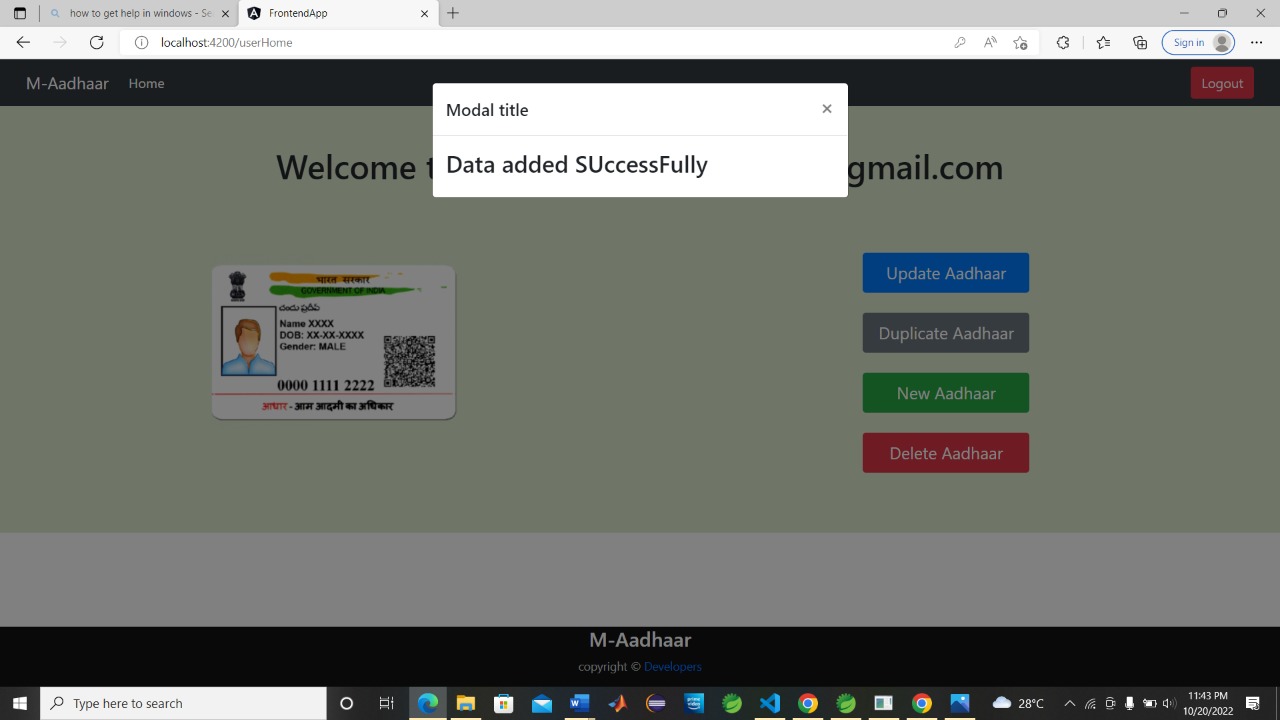 how to get help in windows - Se
FrontendApp
localhost:4200/userHome
Sign in
M-Aadhaar
Home
Logout
Modal title
×
Data added SUccessFully
Welcome
gmail.com
भारत सरकार
GOVERNMENT OF INDIA
చందు ప్రదీప్
Name XXXX
DOB: XX-XX-XXXX
Gender: MALE
0000 1111 2222
आधार - आम आदमी का अधिकार
Update Aadhaar
Duplicate Aadhaar
New Aadhaar
Delete Aadhaar
M-Aadhaar
copyright © Developers
Type here to search
28°C
11:43 PM
10/20/2022